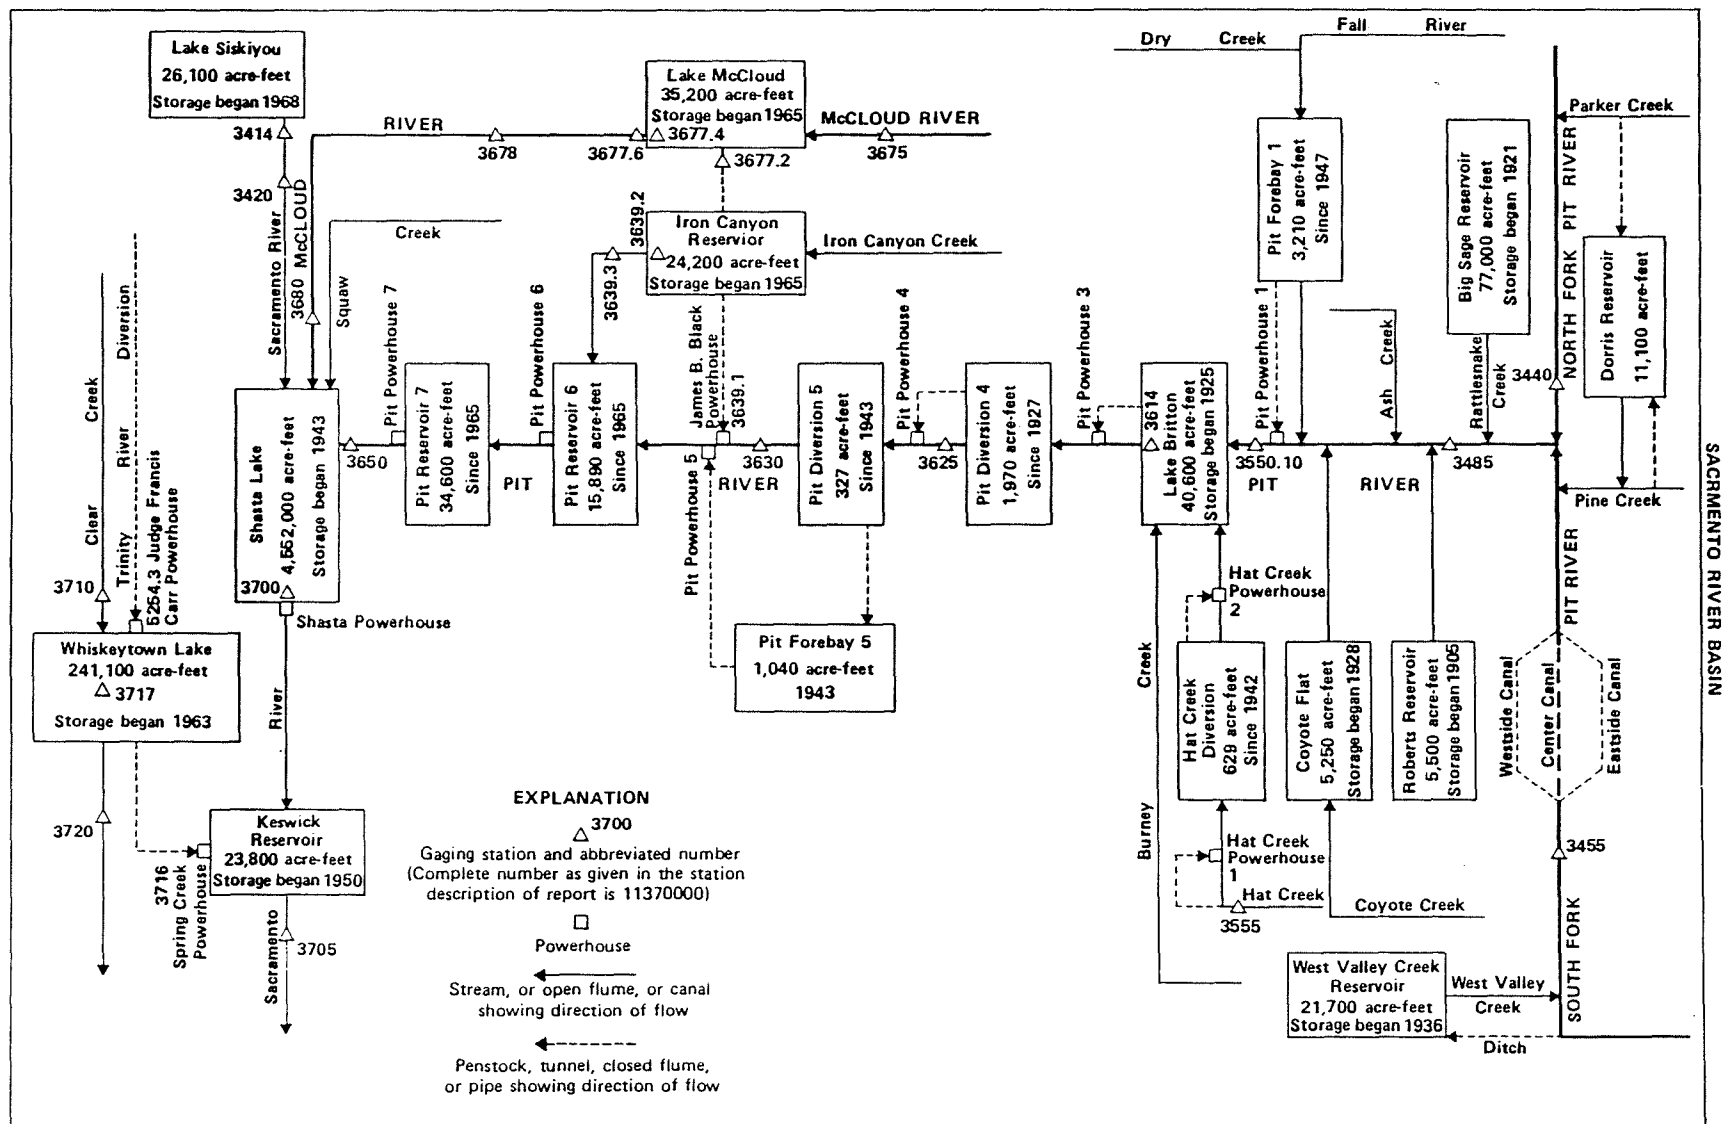 Lake Siskiyou
26,100 acre-feet
Storage began 1968
3414
3420
Sacramento River
3680 McCLOUD
RIVER
3678
3677.6
Lake McCloud
35,200 acre-feet
Storage began 1965
3677.4
McCLOUD RIVER
3675
3677.2
Creek
Squaw
3639.2
3639.3
Iron Canyon
Reservior
24,200 acre-feet
Storage began 1965
Iron Canyon Creek
James B. Black
Powerhouse
3639.1
Dry Creek
Fall River
Pit Forebay 1
3,210 acre-feet
Since 1947
Big Sage Reservoir
77,000 acre-feet
Storage began 1921
Rattlesnake
Creek
Ash Creek
NORTH FORK PIT RIVER
Parker Creek
Dorris Reservoir
11,100 acre-feet
3440
Pine Creek
SACRMENTO RIVER BASIN
Clear Creek
Trinity River Diversion
5254.3 Judge Francis
Carr Powerhouse
3710
Shasta Lake
4,552,000 acre-feet
Storage began 1943
3700
Shasta Powerhouse
3650
Pit Powerhouse 7
Pit Reservoir 7
34,600 acre-feet
Since 1965
PIT
Pit Powerhouse 6
Pit Reservoir 6
15,890 acre-feet
Since 1965
Pit Powerhouse 5
RIVER
3630
Pit Diversion 5
327 acre-feet
Since 1943
Pit Powerhouse 4
3625
Pit Diversion 4
1,970 acre-feet
Since 1927
Pit Powerhouse 3
3614
Lake Britton
40,600 acre-feet
Storage began 1925
Pit Powerhouse 1
3550.10
PIT
RIVER
3485
PIT RIVER
Whiskeytown Lake
241,100 acre-feet
3717
Storage began 1963
3720
River
Keswick
Reservoir
23,800 acre-feet
Storage began 1950
3716
Spring Creek
Powerhouse
3705
Sacramento
Pit Forebay 5
1,040 acre-feet
1943
Burney Creek
Hat Creek
Powerhouse
2
Hat Creek
Diversion
629 acre-feet
Since 1942
Hat Creek
Powerhouse
1
Hat Creek
3555
Coyote Flat
5,250 acre-feet
Storage began 1928
Coyote Creek
Roberts Reservoir
5,500 acre-feet
Storage began 1905
Westside Canal
Center Canal
Eastside Canal
3455
SOUTH FORK
West Valley Creek
Reservoir
21,700 acre-feet
Storage began 1936
West Valley
Creek
Ditch
EXPLANATION
3700
Gaging station and abbreviated number
(Complete number as given in the station
description of report is 11370000)
Powerhouse
Stream, or open flume, or canal
showing direction of flow
Penstock, tunnel, closed flume,
or pipe showing direction of flow